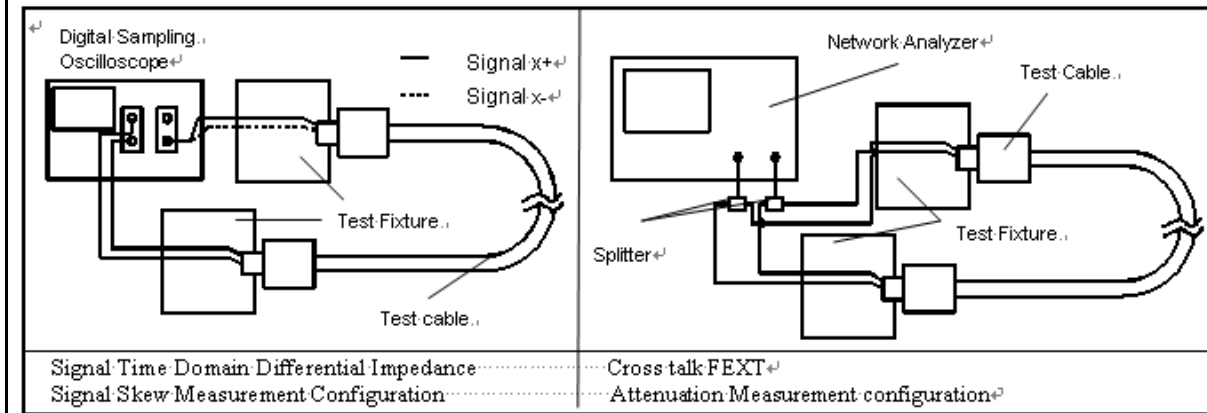 Digital Sampling
Oscilloscope
Signal x+
Signal x-
Test Fixture
Test cable
Network Analyzer
Test Cable
Splitter
Test Fixture
Signal Time Domain Differential Impedance
Signal Skew Measurement Configuration
Cross talk FEXT
Attenuation Measurement configuration